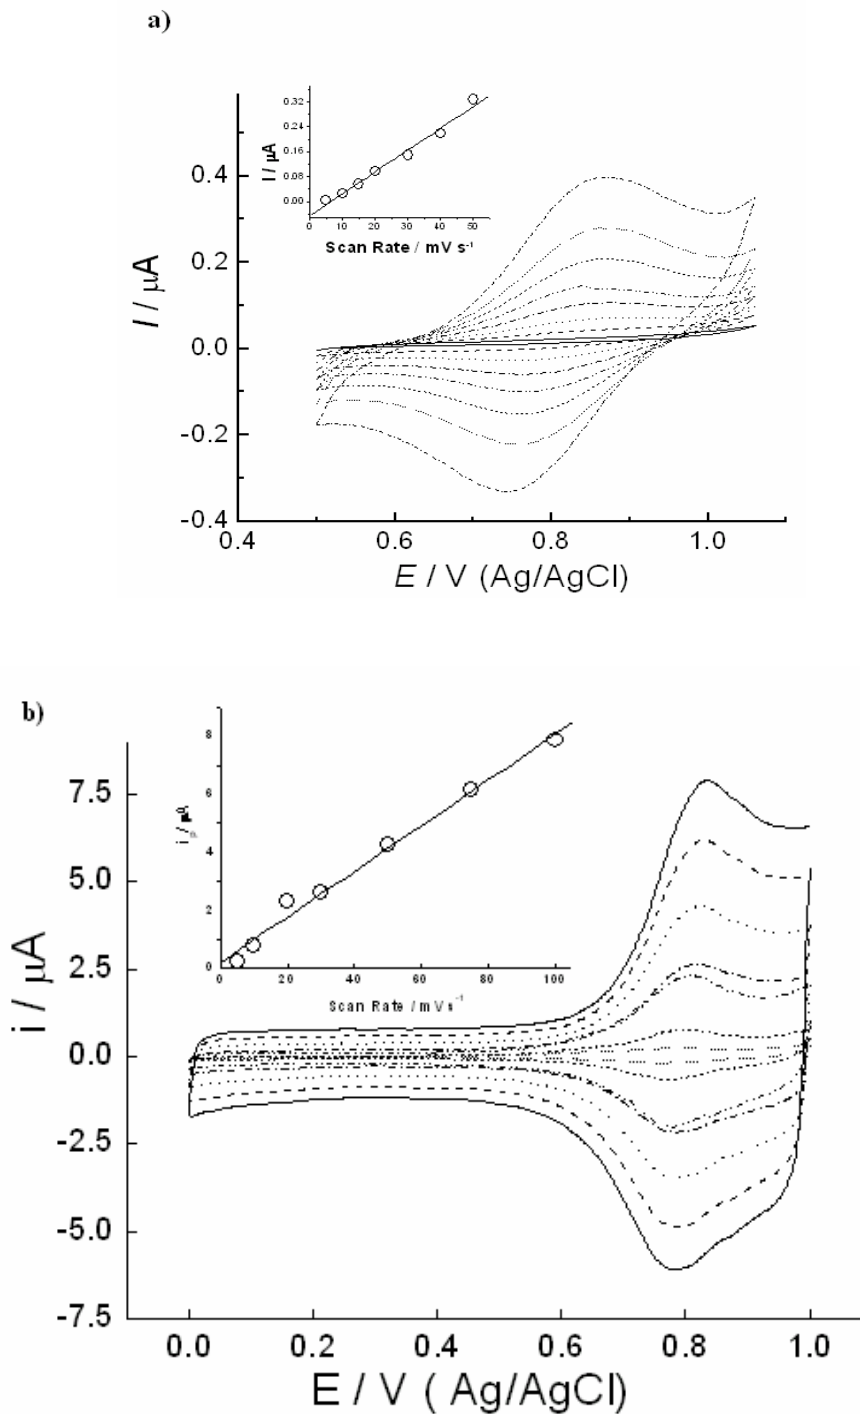 a)
0.32
0.24
0.16
0.08
0.00
I / µA
0 10 20 30 40 50
Scan Rate / mV s⁻¹
0.4
0.2
0.0
-0.2
-0.4
I / µA
0.4 0.6 0.8 1.0
E / V (Ag/AgCl)
b)
8
6
4
2
0
i_p / µA
0 20 40 60 80 100
Scan Rate / mV s⁻¹
7.5
5.0
2.5
0.0
-2.5
-5.0
-7.5
i / µA
0.0 0.2 0.4 0.6 0.8 1.0
E / V ( Ag/AgCl)